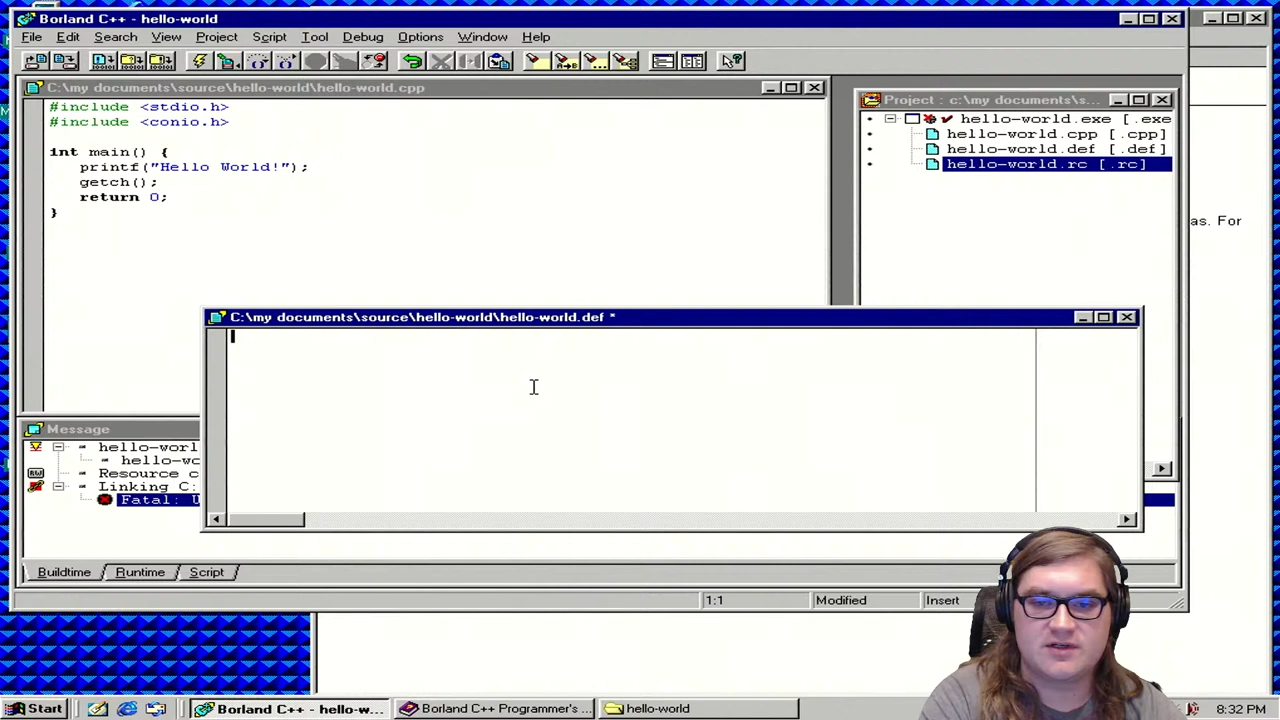 Borland C++ - hello-world
File Edit Search View Project Script Tool Debug Options Window Help
C:\my documents\source\hello-world\hello-world.cpp
#include <stdio.h>
#include <conio.h>
int main() {
printf("Hello World!");
getch();
return 0;
}
Project : c:\my documents\s...
hello-world.exe [.exe
hello-world.cpp [.cpp]
hello-world.def [.def]
hello-world.rc [.rc]
as. For
C:\my documents\source\hello-world\hello-world.def *
Message
hello-worl
hello-wo
Resource c
Linking C:
Fatal: U
Buildtime Runtime Script
1:1 Modified Insert
Start Borland C++ - hello-w... Borland C++ Programmer's ... hello-world 8:32 PM